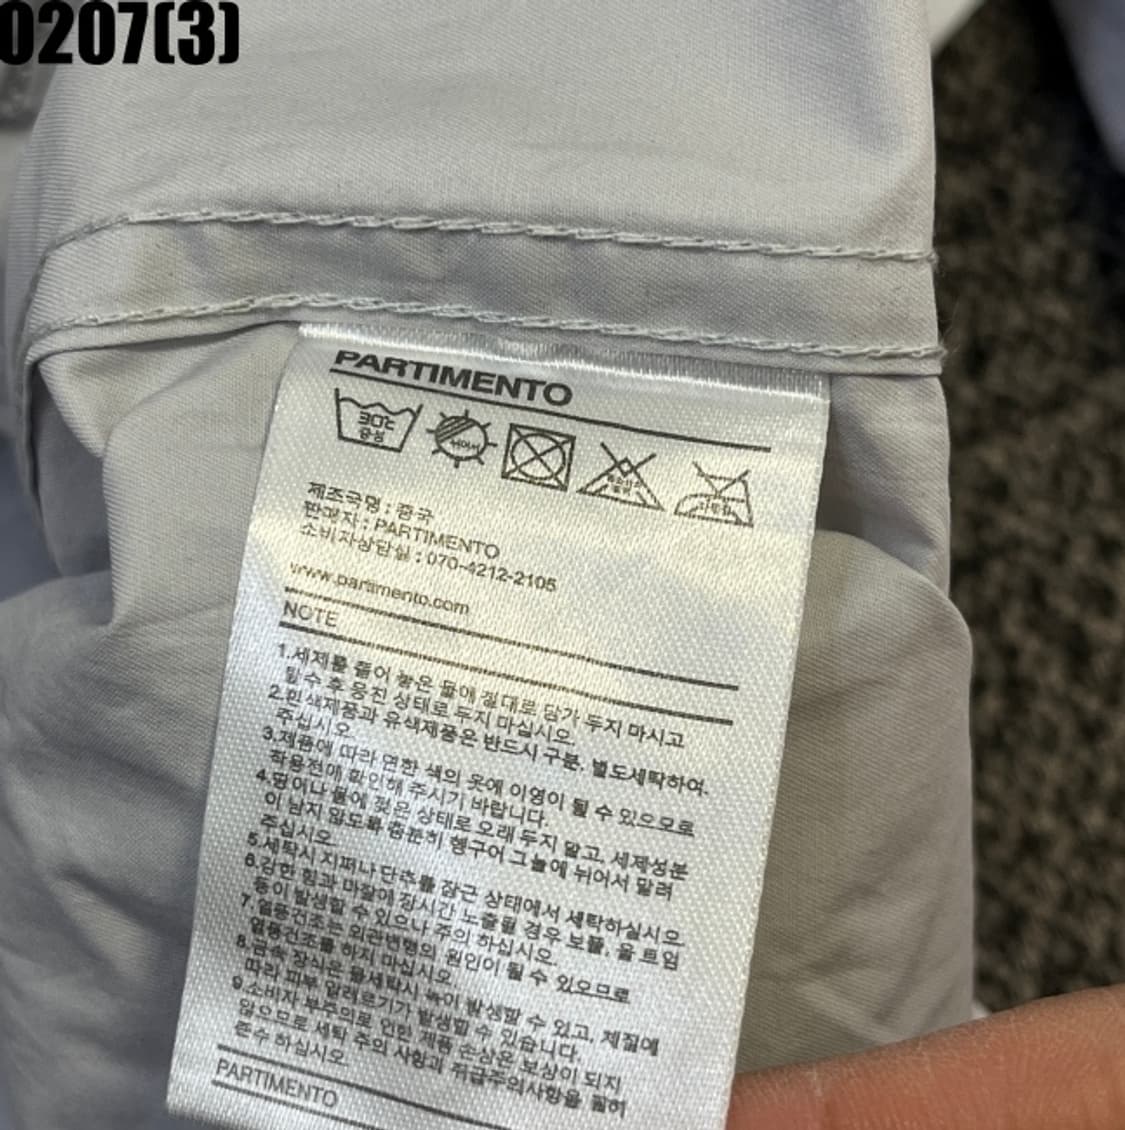 0207(3)
PARTIMENTO
30℃
중성
뉘어서
제조국명 : 중국
판매자 : PARTIMENTO
소비자상담실 : 070-4212-2105
www.partimento.com
NOTE
1.세제를 풀어 놓은 물에 절대로 담가 두지 마시고
탈수 후 뭉친 상태로 두지 마십시오.
2.흰색제품과 유색제품은 반드시 구분, 별도세탁하여.
주십시오.
3.제품에 따라 연한 색의 옷에 이염이 될 수 있으므로
착용전에 확인해 주시기 바랍니다.
4.땀이나 물에 젖은 상태로 오래 두지 말고, 세제성분
이 남지 않도록 충분히 헹구어 그늘에 뉘어서 말려
주십시오.
5.세탁시 지퍼나 단추를 잠근 상태에서 세탁하십시오.
6.강한 힘과 마찰에 장시간 노출될 경우 보풀, 올 트임
등이 발생할 수 있으니 주의 하십시오.
7.열풍건조는 외관변형의 원인이 될 수 있으므로
열풍건조를 하지 마십시오.
8.금속 장식은 물세탁시 녹이 발생할 수 있고, 체질에
따라 피부 알레르기가 발생할 수 있습니다.
9.소비자 부주의로 인한 제품 손상은 보상이 되지
않으므로 세탁 주의 사항과 취급주의사항을 필히
준수 하십시오.
PARTIMENTO